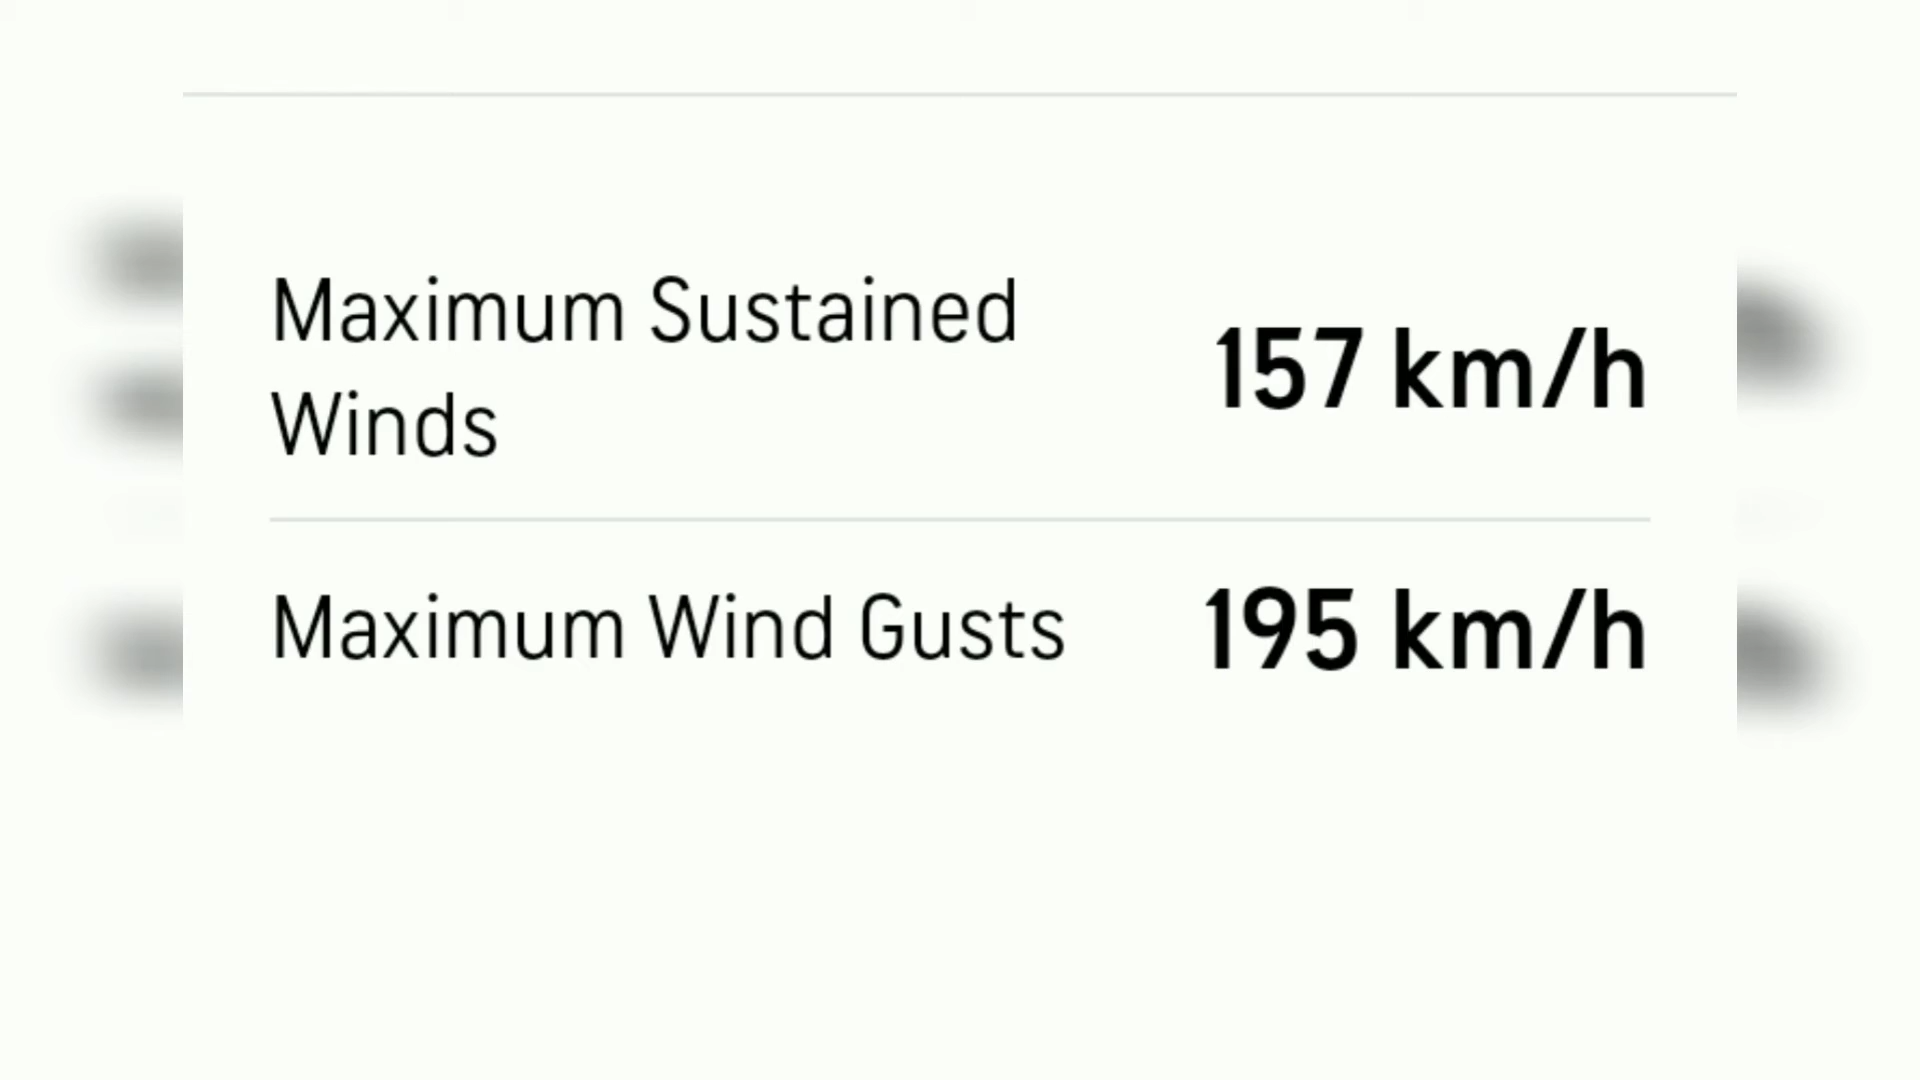 Maximum Sustained
Winds
157 km/h
Maximum Wind Gusts
195 km/h